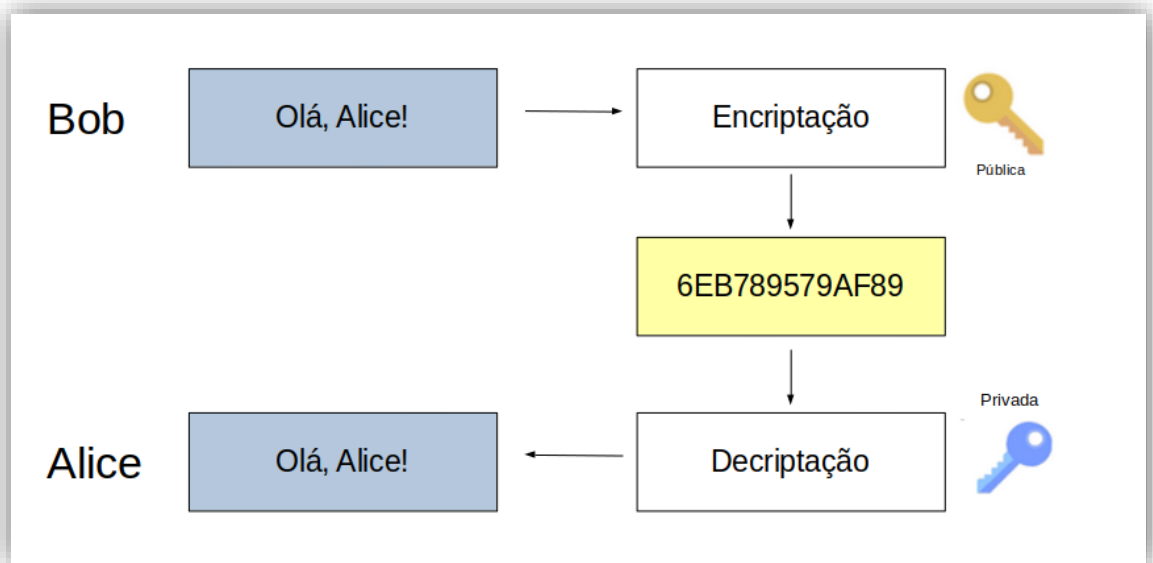 Bob
Olá, Alice!
Encriptação
Pública
6EB789579AF89
Privada
Alice
Olá, Alice!
Decriptação